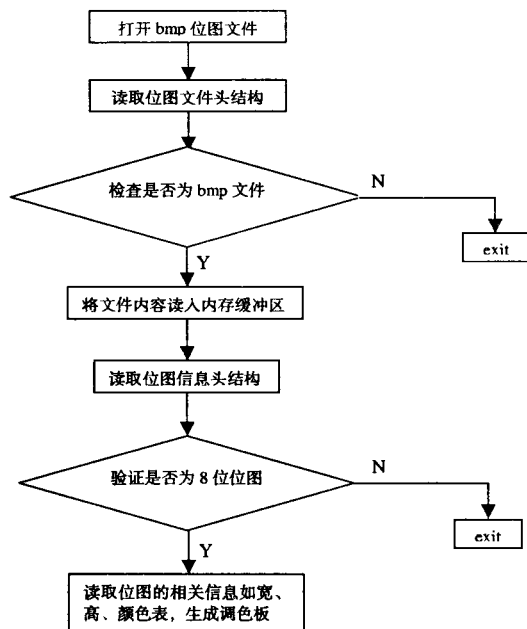 打开 bmp 位图文件
读取位图文件头结构
检查是否为 bmp 文件
N
exit
Y
将文件内容读入内存缓冲区
读取位图信息头结构
验证是否为 8 位位图
N
exit
Y
读取位图的相关信息如宽、
高、颜色表，生成调色板